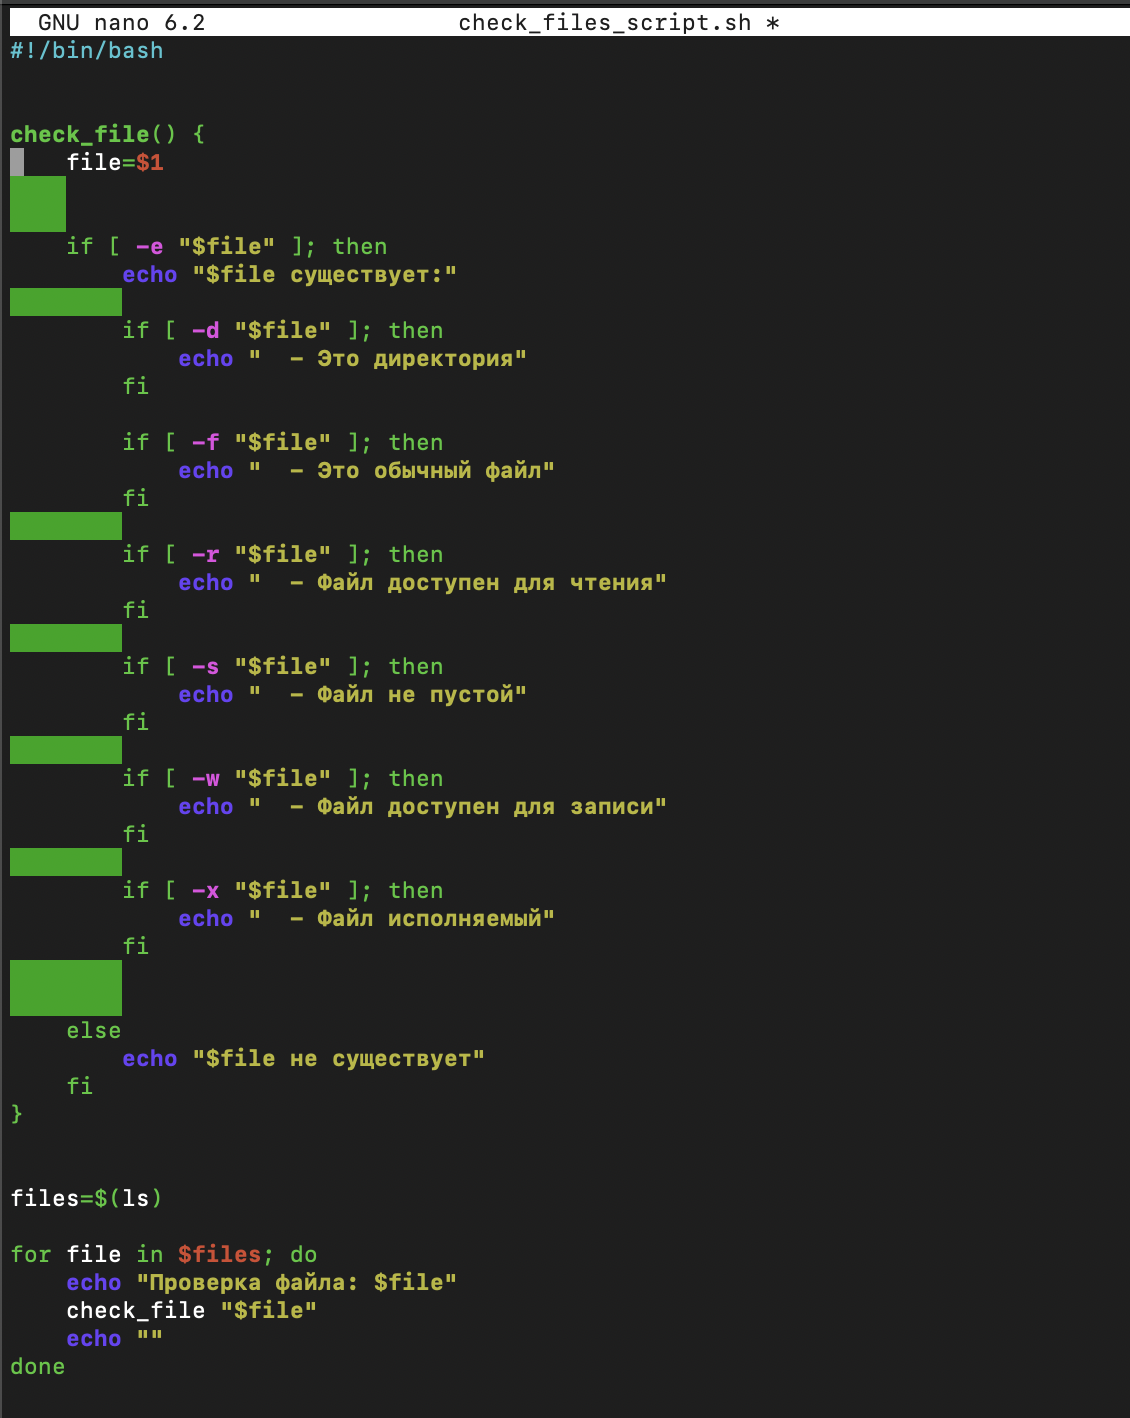 GNU nano 6.2 check_files_script.sh *
#!/bin/bash
check_file() {
    file=$1
    if [ -e "$file" ]; then
        echo "$file существует:"
        if [ -d "$file" ]; then
            echo "  - Это директория"
        fi
        if [ -f "$file" ]; then
            echo "  - Это обычный файл"
        fi
        if [ -r "$file" ]; then
            echo "  - Файл доступен для чтения"
        fi
        if [ -s "$file" ]; then
            echo "  - Файл не пустой"
        fi
        if [ -w "$file" ]; then
            echo "  - Файл доступен для записи"
        fi
        if [ -x "$file" ]; then
            echo "  - Файл исполняемый"
        fi
    else
        echo "$file не существует"
    fi
}
files=$(ls)
for file in $files; do
    echo "Проверка файла: $file"
    check_file "$file"
    echo ""
done